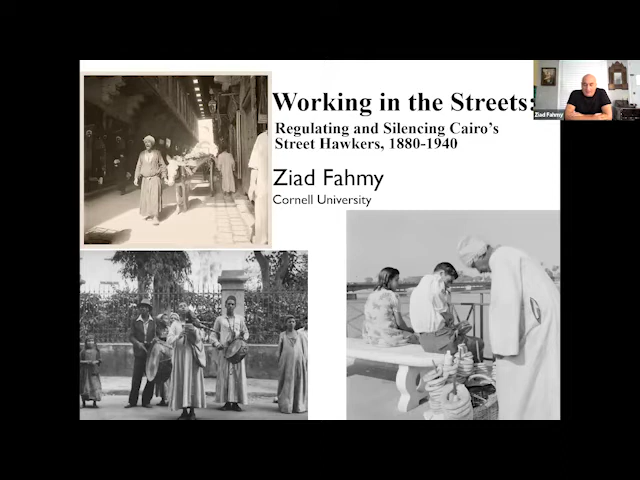 Working in the Streets:
Regulating and Silencing Cairo's
Street Hawkers, 1880-1940
Ziad Fahmy
Cornell University
Ziad Fahmy